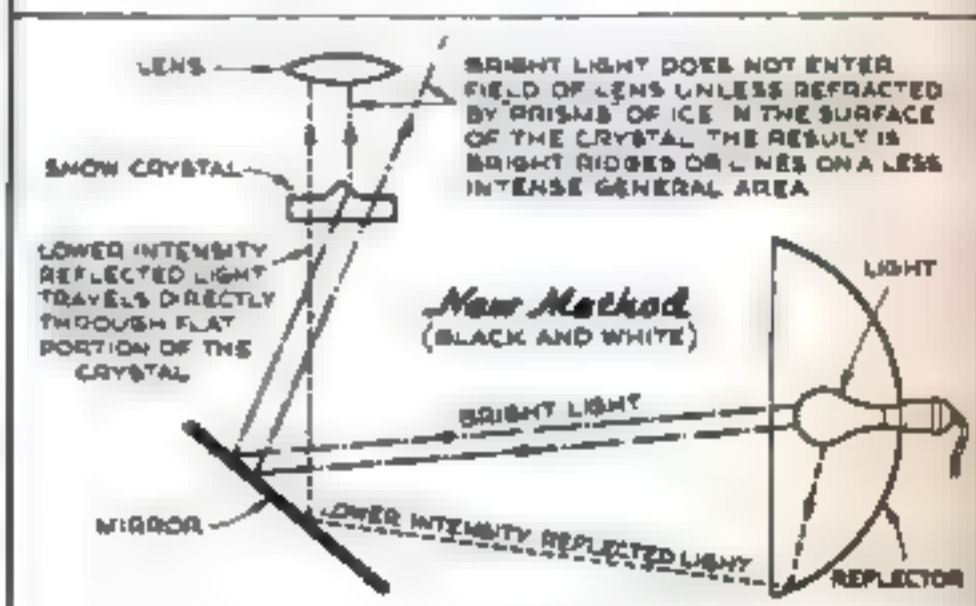 LENS
BRIGHT LIGHT DOES NOT ENTER
FIELD OF LENS UNLESS REFRACTED
BY "PRISMS" OF ICE IN THE SURFACE
OF THE CRYSTAL THE RESULT IS
BRIGHT RIDGES OR LINES ON A LESS
INTENSE GENERAL AREA
SNOW CRYSTAL
LOWER INTENSITY
REFLECTED LIGHT
TRAVELS DIRECTLY
THROUGH FLAT
PORTION OF THE
CRYSTAL
New Method
(BLACK AND WHITE)
LIGHT
BRIGHT LIGHT
MIRROR
LOWER INTENSITY REFLECTED LIGHT
REFLECTOR